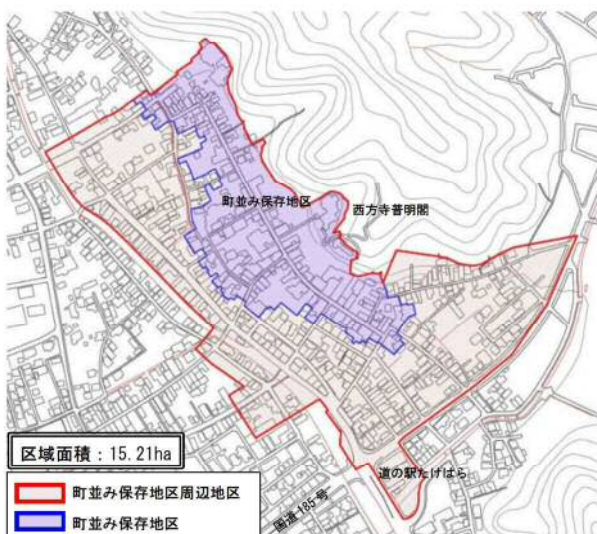 町並み保存地区
西方寺普明閣
道の駅たけはら
国道185号
区域面積：15.21ha
町並み保存地区周辺地区
町並み保存地区